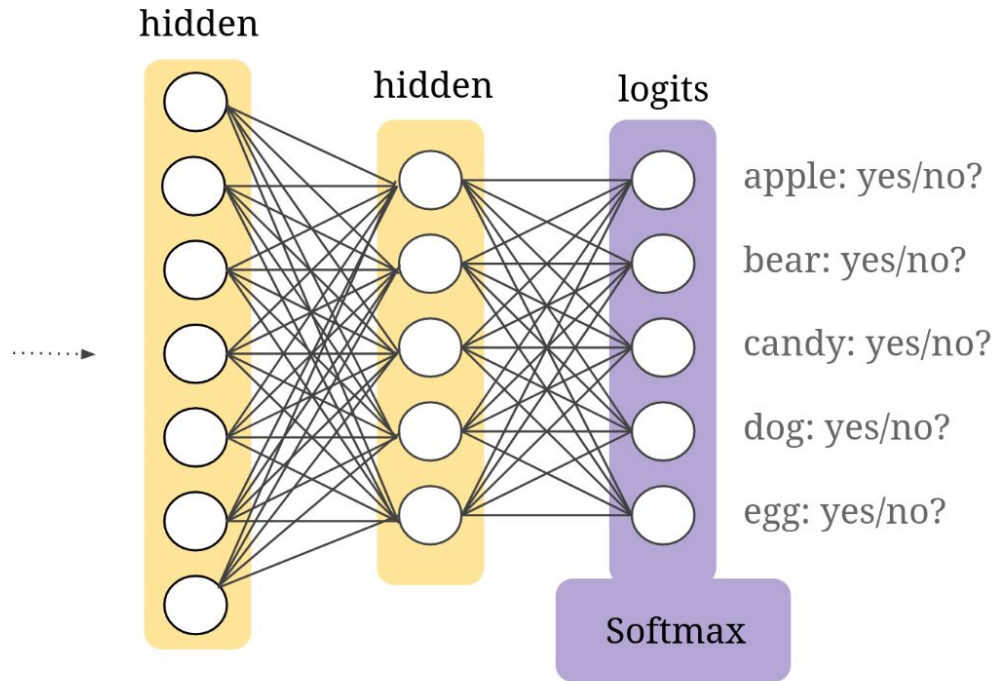 hidden
hidden
logits
apple: yes/no?
bear: yes/no?
candy: yes/no?
dog: yes/no?
egg: yes/no?
Softmax